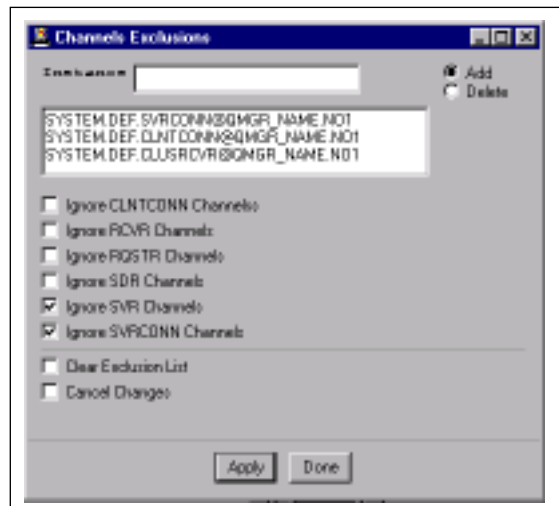 Channels Exclusions
Instance
Add
Delete
SYSTEM.DEF.SVRCONN@QMGR_NAME.NO1
SYSTEM.DEF.CLNTCONN@QMGR_NAME.NO1
SYSTEM.DEF.CLUSRCVR@QMGR_NAME.NO1
Ignore CLNTCONN Channels
Ignore RCVR Channels
Ignore RQSTR Channels
Ignore SDR Channels
Ignore SVR Channels
Ignore SVRCONN Channels
Clear Exclusion List
Cancel Changes
Apply Done